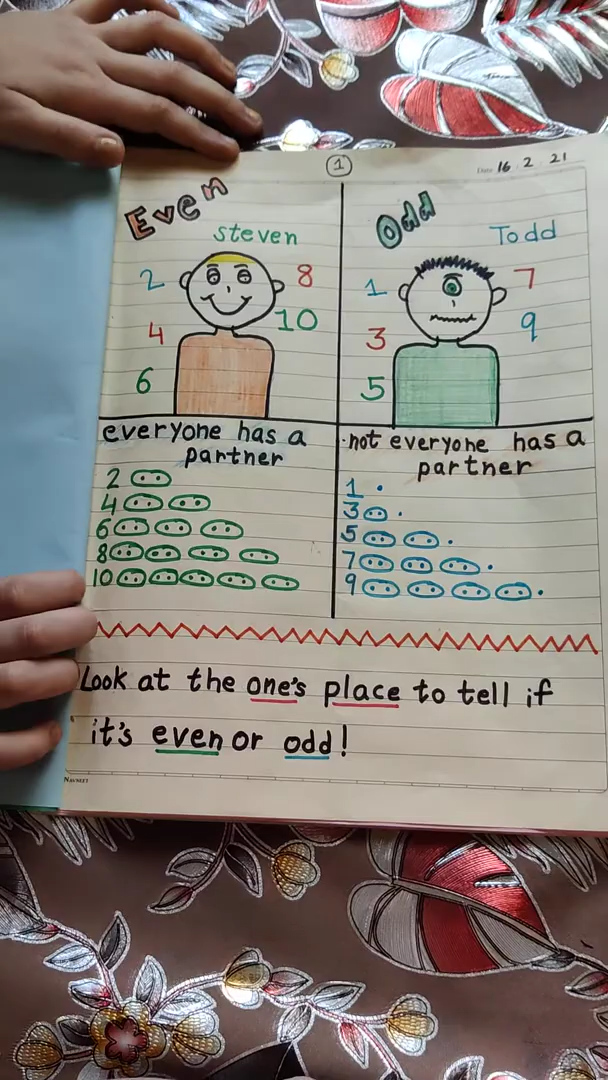 1
Date 16 . 2 . 21
Even
steven
2
8
10
4
6
Odd
Todd
1
7
9
3
5
everyone has a
partner
2
4
6
8
10
not everyone has a
partner
1
3
5
7
9
Look at the one's place to tell if
it's even or odd!
NAVNEET